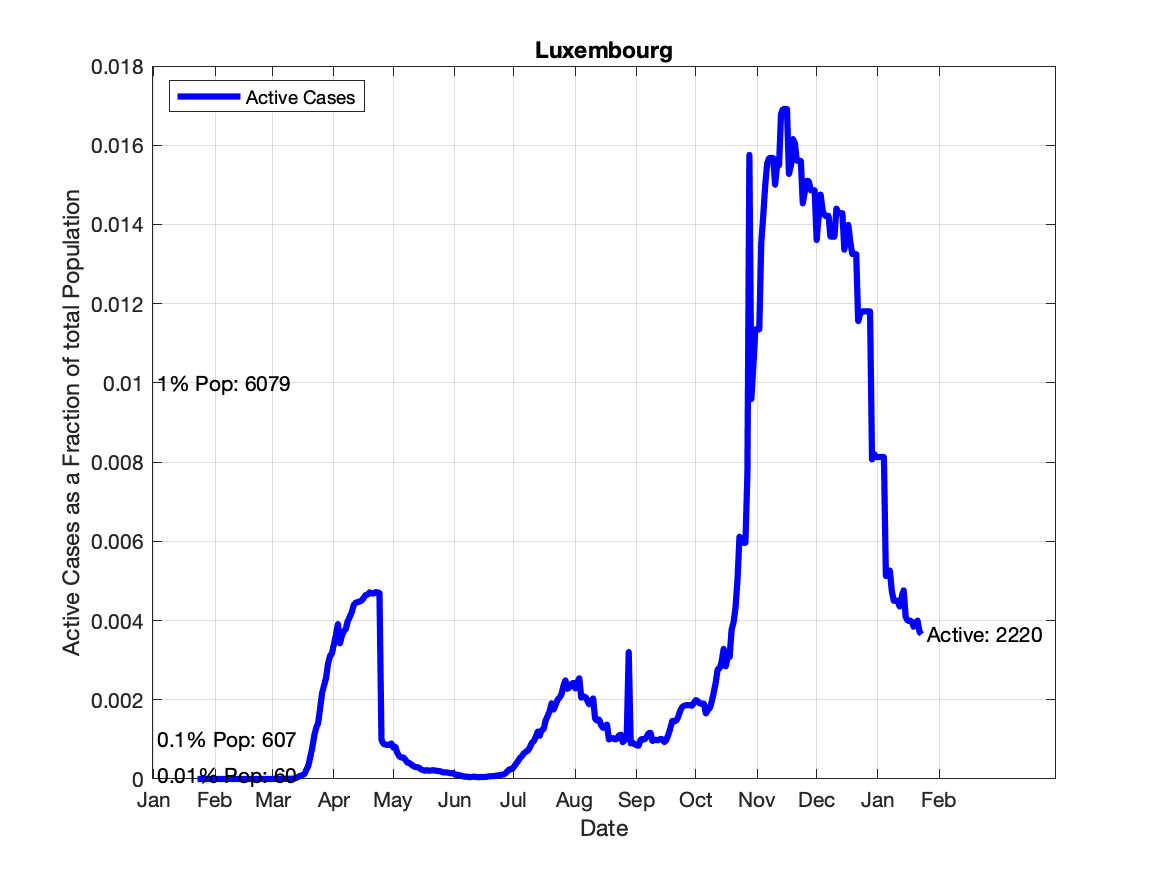 Luxembourg
0.018
Active Cases
0.016
0.014
0.012
0.01
1% Pop: 6079
0.008
0.006
0.004
Active: 2220
0.002
0.1% Pop: 607
0
0.01% Pop: 60
Jan Feb Mar Apr May Jun Jul Aug Sep Oct Nov Dec Jan Feb
Date
Active Cases as a Fraction of total Population